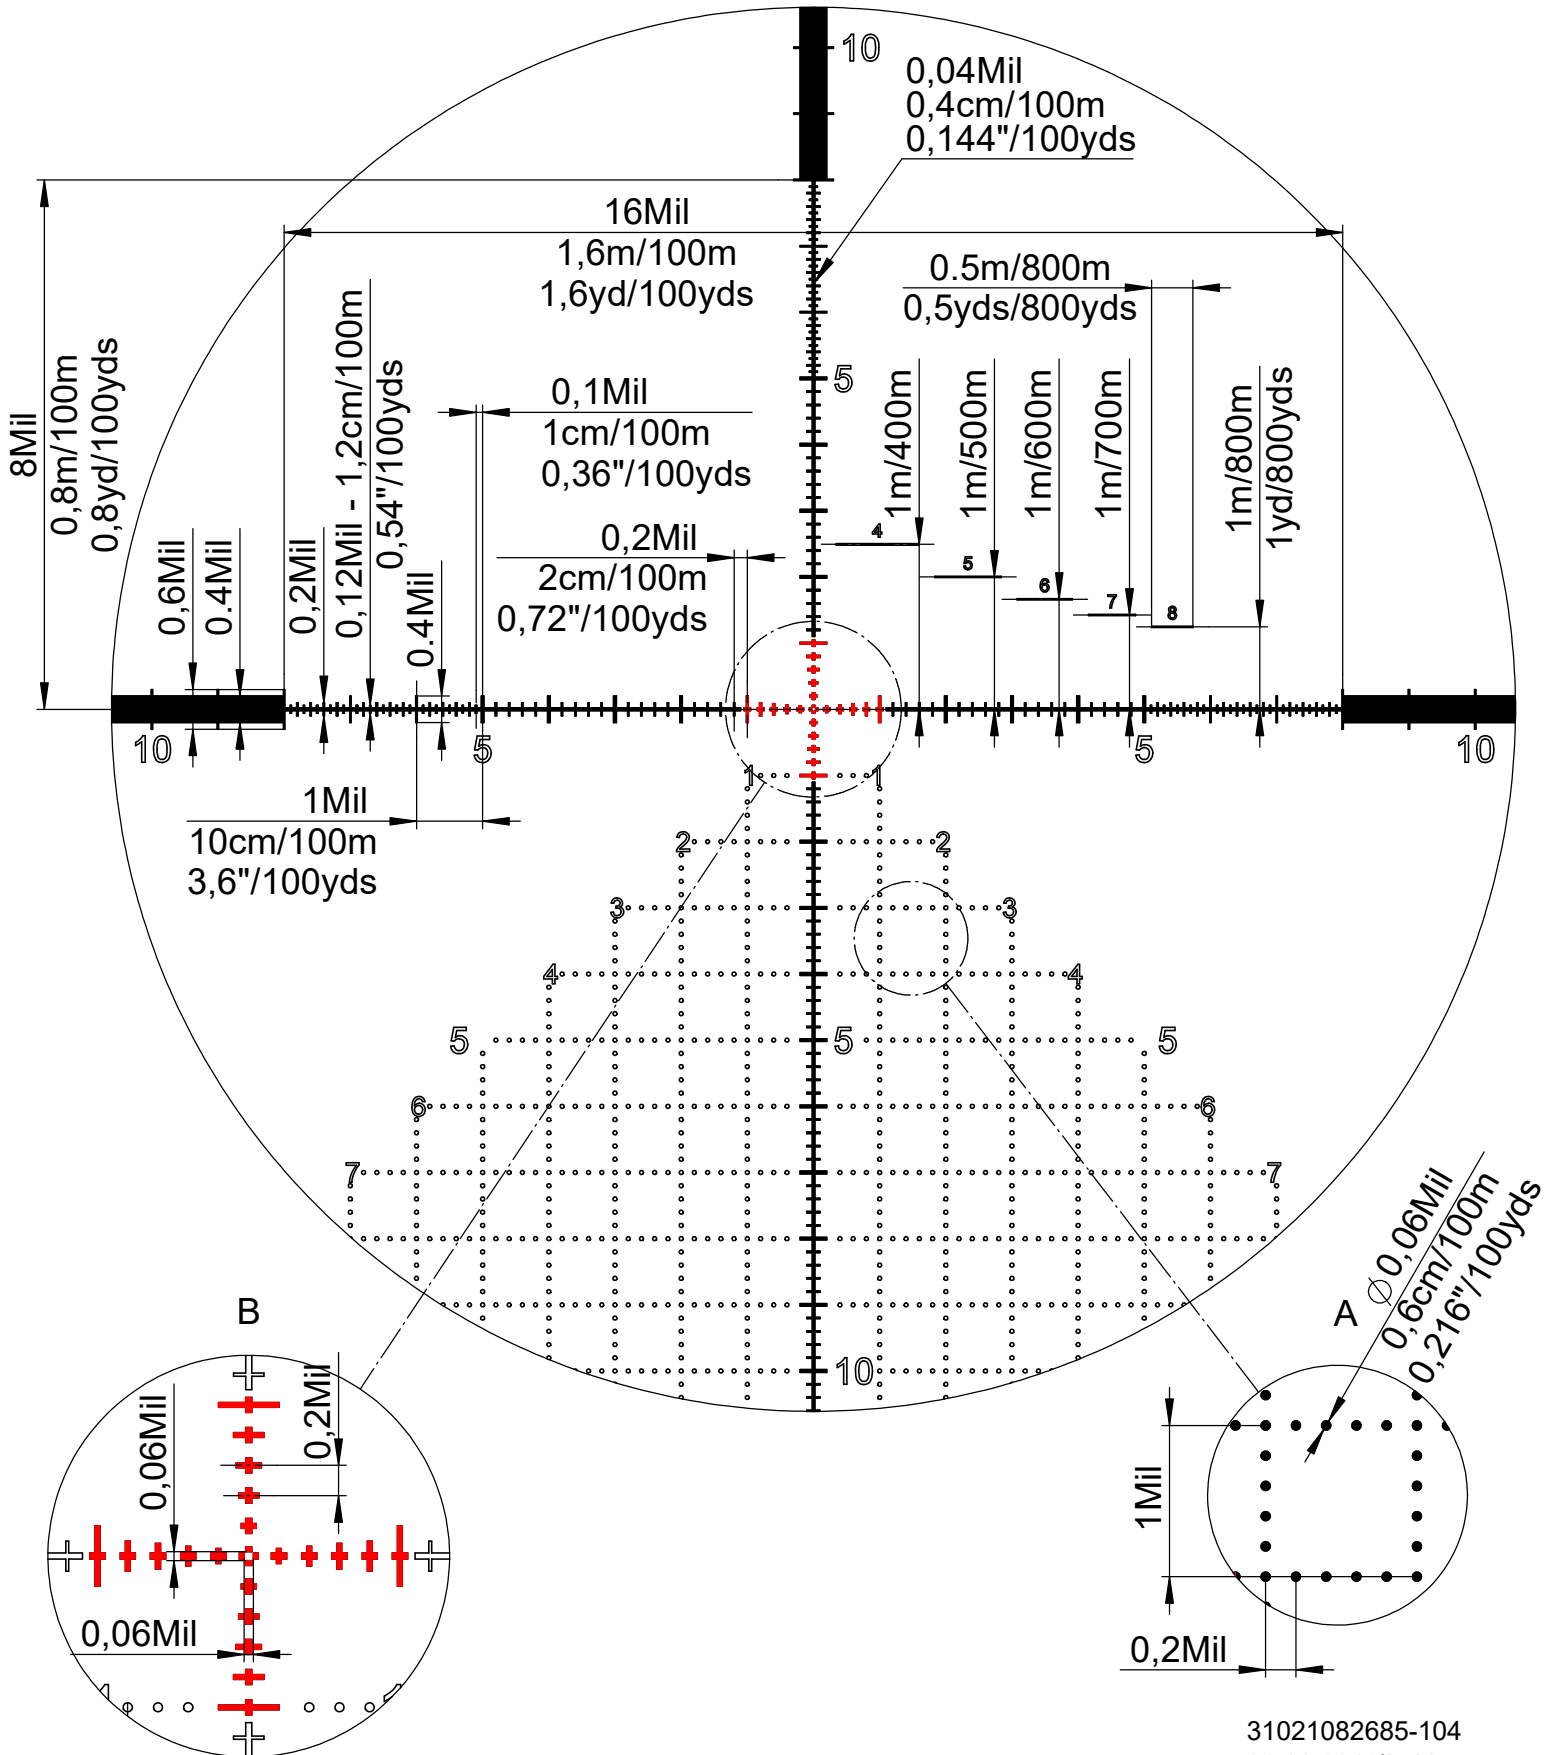 10
0,04Mil
0,4cm/100m
0,144"/100yds
16Mil
1,6m/100m
1,6yd/100yds
0.5m/800m
0,5yds/800yds
8Mil
0,8m/100m
0,8yd/100yds
0,6Mil
0.4Mil
0,2Mil
0,12Mil - 1,2cm/100m
0,54"/100yds
0.4Mil
0,1Mil
1cm/100m
0,36"/100yds
0,2Mil
2cm/100m
0,72"/100yds
5
1m/400m
1m/500m
1m/600m
1m/700m
1m/800m
1yd/800yds
4
5
6
7
8
10
5
5
10
1Mil
10cm/100m
3,6"/100yds
1 1
2 2
3 3
4 4
5 5 5
6 6
7 7
10
B
0,06Mil
0,2Mil
0,06Mil
A
∅ 0,06Mil
0,6cm/100m
0,216"/100yds
1Mil
0,2Mil
31021082685-104